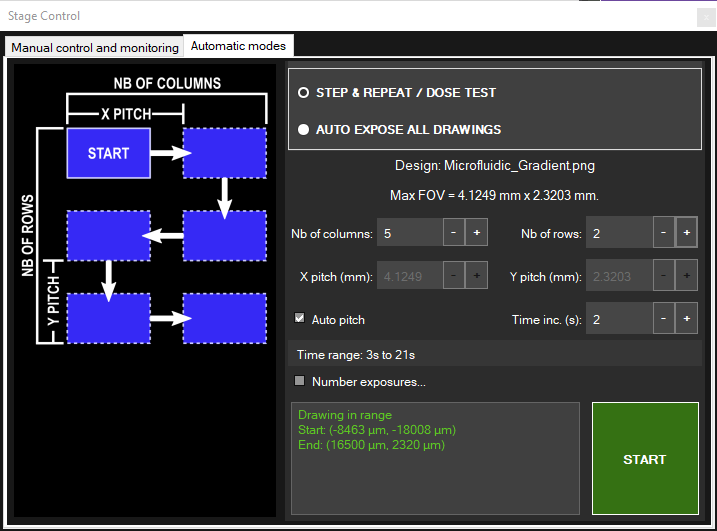 Stage Control
x
Manual control and monitoring
Automatic modes
NB OF COLUMNS
X PITCH
START
NB OF ROWS
Y PITCH
STEP & REPEAT / DOSE TEST
AUTO EXPOSE ALL DRAWINGS
Design: Microfluidic_Gradient.png
Max FOV = 4.1249 mm x 2.3203 mm.
Nb of columns: 5 - + Nb of rows: 2 - +
X pitch (mm): 4.1249 - + Y pitch (mm): 2.3203 - +
Auto pitch Time inc. (s): 2 - +
Time range: 3s to 21s
Number exposures...
Drawing in range
Start: (-8463 µm, -18008 µm)
End: (16500 µm, 2320 µm)
START